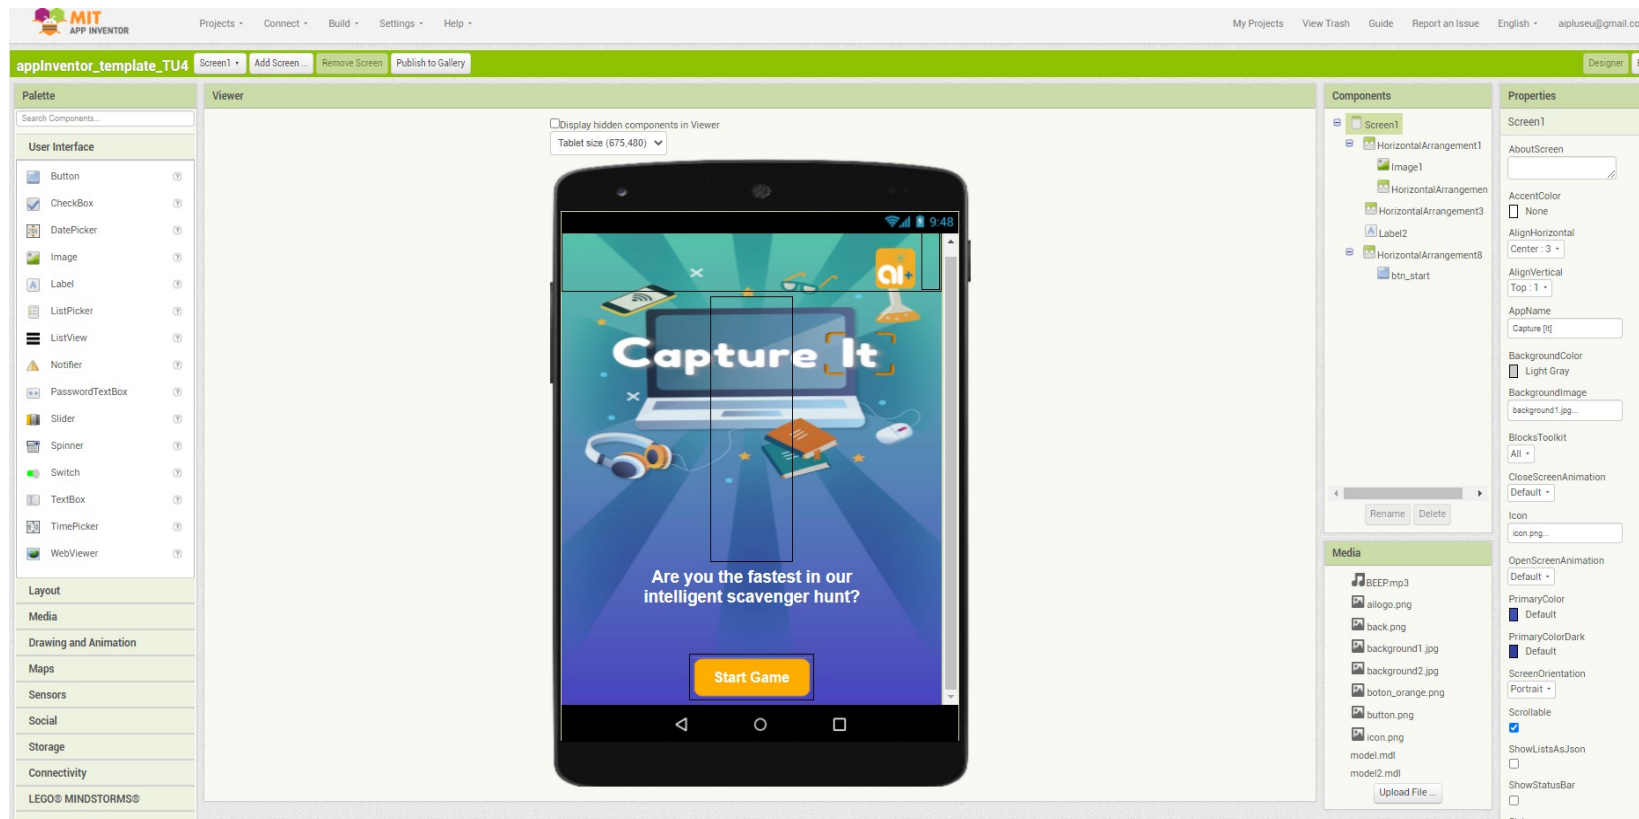 MIT
APP INVENTOR
Projects
Connect
Build
Settings
Help
My Projects
View Trash
Guide
Report an Issue
English
aipluseu@gmail.co
appInventor_template_TU4
Screen1
Add Screen ...
Remove Screen
Publish to Gallery
Designer
Palette
Search Components...
User Interface
Button
CheckBox
DatePicker
Image
Label
ListPicker
ListView
Notifier
PasswordTextBox
Slider
Spinner
Switch
TextBox
TimePicker
WebViewer
Layout
Media
Drawing and Animation
Maps
Sensors
Social
Storage
Connectivity
LEGO® MINDSTORMS®
Viewer
Display hidden components in Viewer
Tablet size (675,480)
9:48
ai+
Capture [It]
Are you the fastest in our
intelligent scavenger hunt?
Start Game
Components
Screen1
HorizontalArrangement1
Image1
HorizontalArrangemen
HorizontalArrangement3
Label2
HorizontalArrangement8
btn_start
Rename
Delete
Media
BEEP.mp3
ailogo.png
back.png
background1.jpg
background2.jpg
boton_orange.png
button.png
icon.png
model.mdl
model2.mdl
Upload File ...
Properties
Screen1
AboutScreen
AccentColor
None
AlignHorizontal
Center : 3
AlignVertical
Top : 1
AppName
Capture [It]
BackgroundColor
Light Gray
BackgroundImage
background1.jpg...
BlocksToolkit
All
CloseScreenAnimation
Default
Icon
icon.png...
OpenScreenAnimation
Default
PrimaryColor
Default
PrimaryColorDark
Default
ScreenOrientation
Portrait
Scrollable
ShowListsAsJson
ShowStatusBar